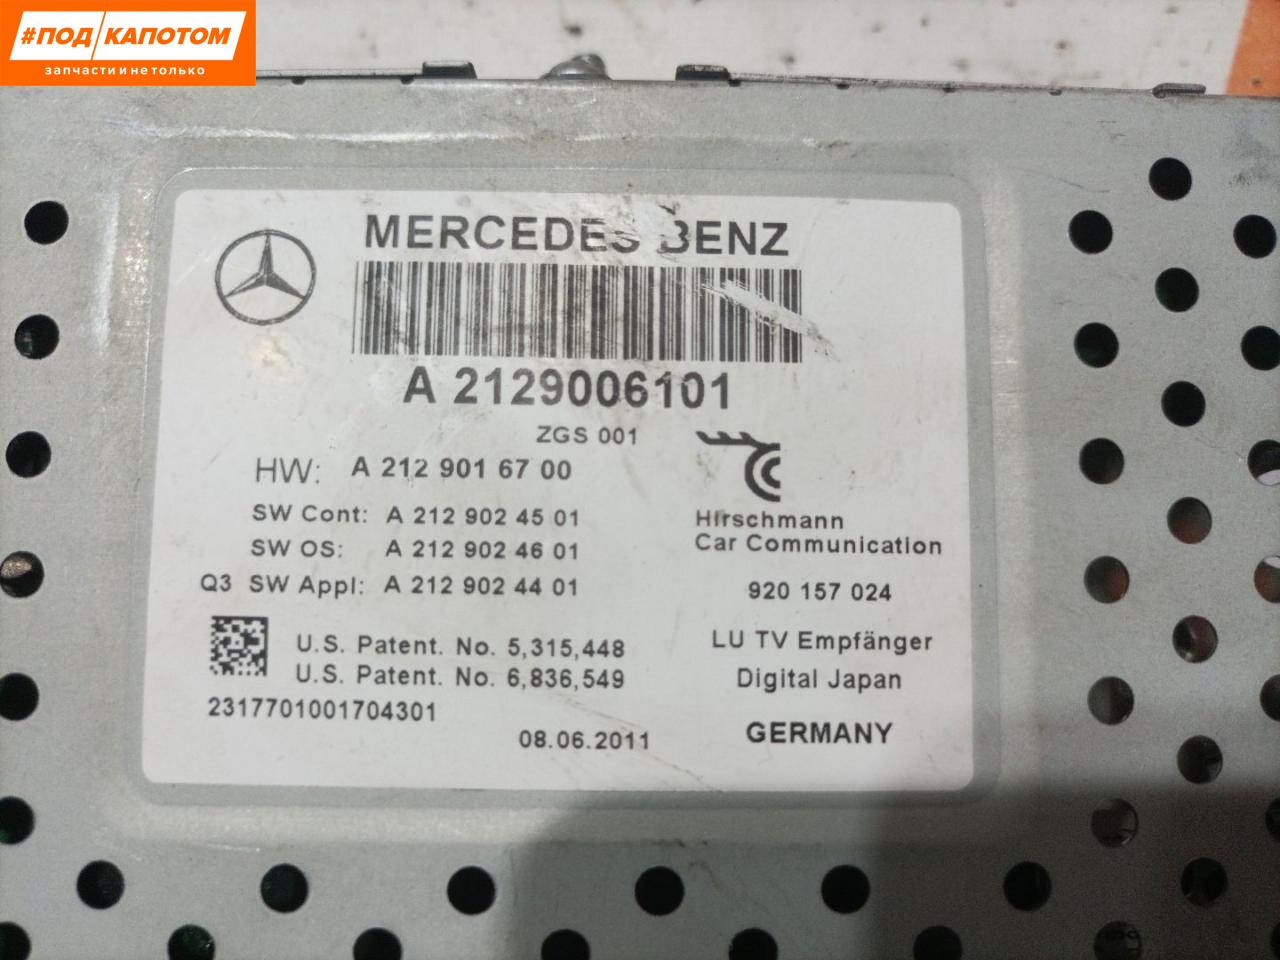 #ПОД/КАПОТОМ
запчасти и не только
MERCEDES BENZ
A 2129006101
ZGS 001
HW: A 212 901 67 00
SW Cont: A 212 902 45 01
SW OS: A 212 902 46 01
Q3 SW Appl: A 212 902 44 01
U.S. Patent. No. 5,315,448
U.S. Patent. No. 6,836,549
2317701001704301
08.06.2011
Hirschmann
Car Communication
920 157 024
LU TV Empfänger
Digital Japan
GERMANY